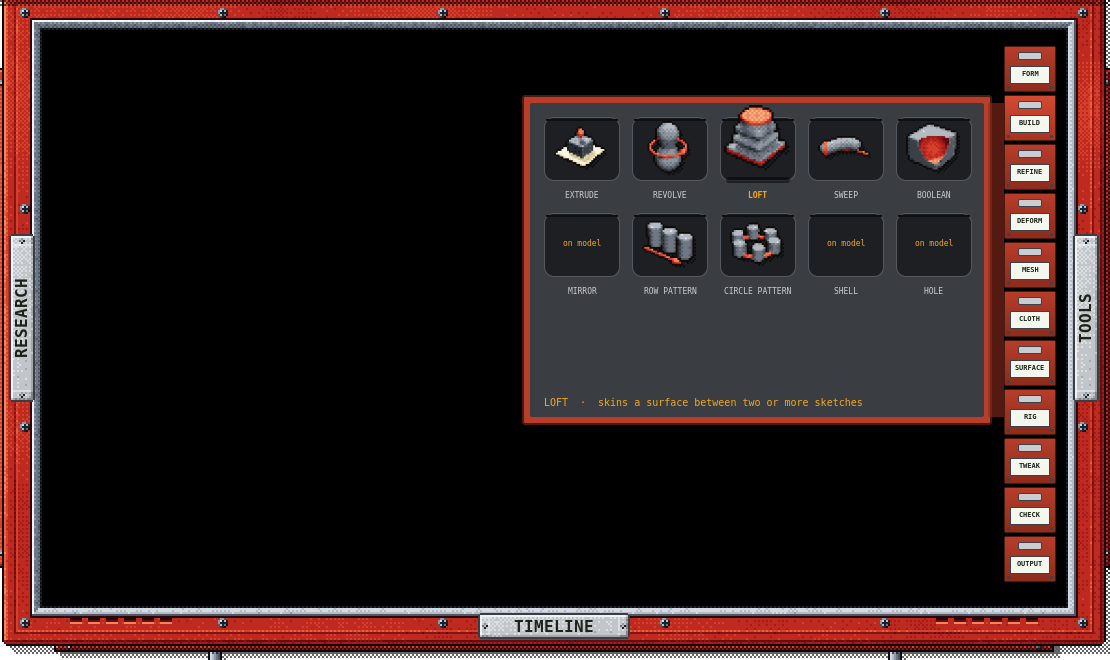 FORM
BUILD
REFINE
DEFORM
MESH
CLOTH
SURFACE
RIG
TWEAK
CHECK
OUTPUT
EXTRUDE
REVOLVE
LOFT
SWEEP
BOOLEAN
on model
on model
on model
MIRROR
ROW PATTERN
CIRCLE PATTERN
SHELL
HOLE
LOFT · skins a surface between two or more sketches
RESEARCH
TOOLS
TIMELINE